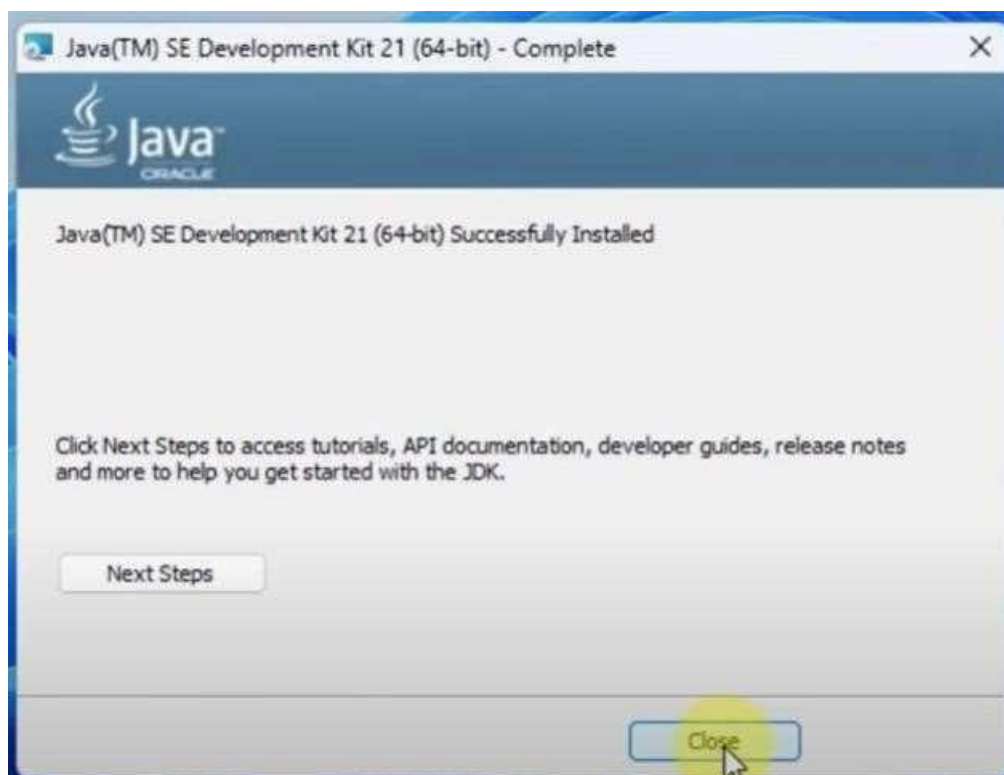 Java(TM) SE Development Kit 21 (64-bit) - Complete
Java™
ORACLE
Java(TM) SE Development Kit 21 (64-bit) Successfully Installed
Click Next Steps to access tutorials, API documentation, developer guides, release notes
and more to help you get started with the JDK.
Next Steps
Close